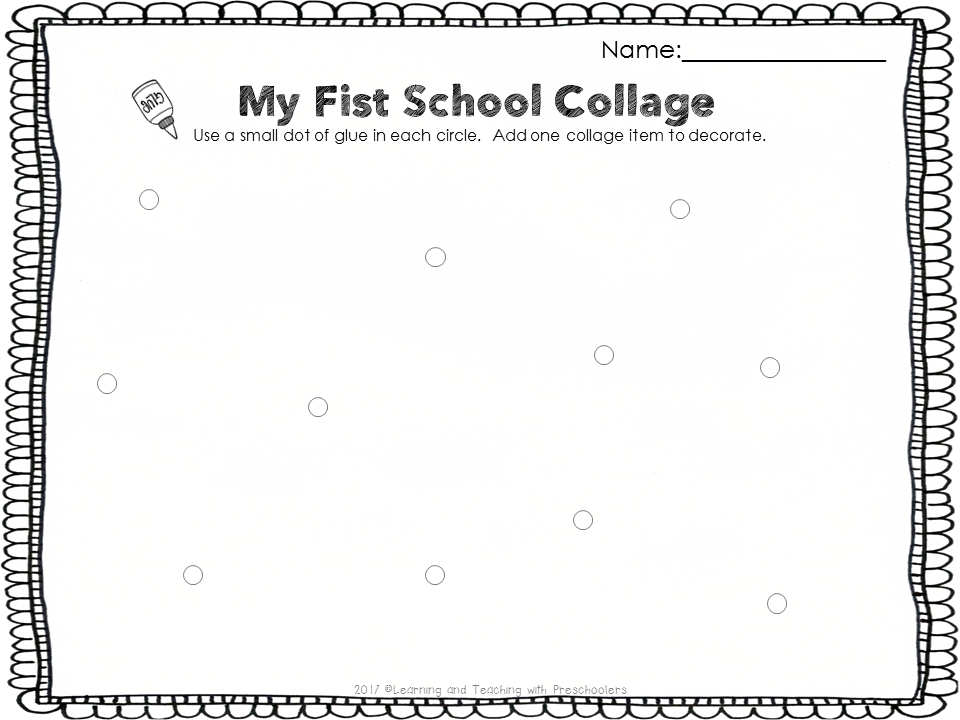 Name:_______________
GLUE
My Fist School Collage
Use a small dot of glue in each circle.  Add one collage item to decorate.
2017 ©Learning and Teaching with Preschoolers